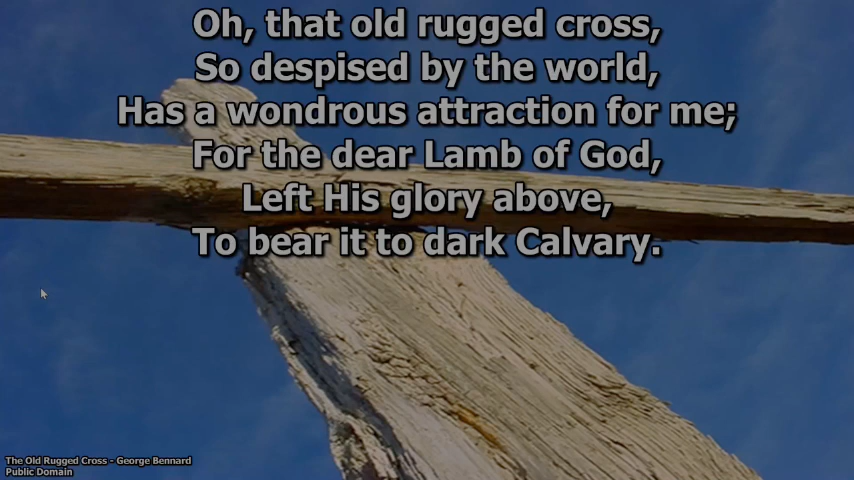 Oh, that old rugged cross,
So despised by the world,
Has a wondrous attraction for me;
For the dear Lamb of God,
Left His glory above,
To bear it to dark Calvary.
The Old Rugged Cross - George Bennard
Public Domain